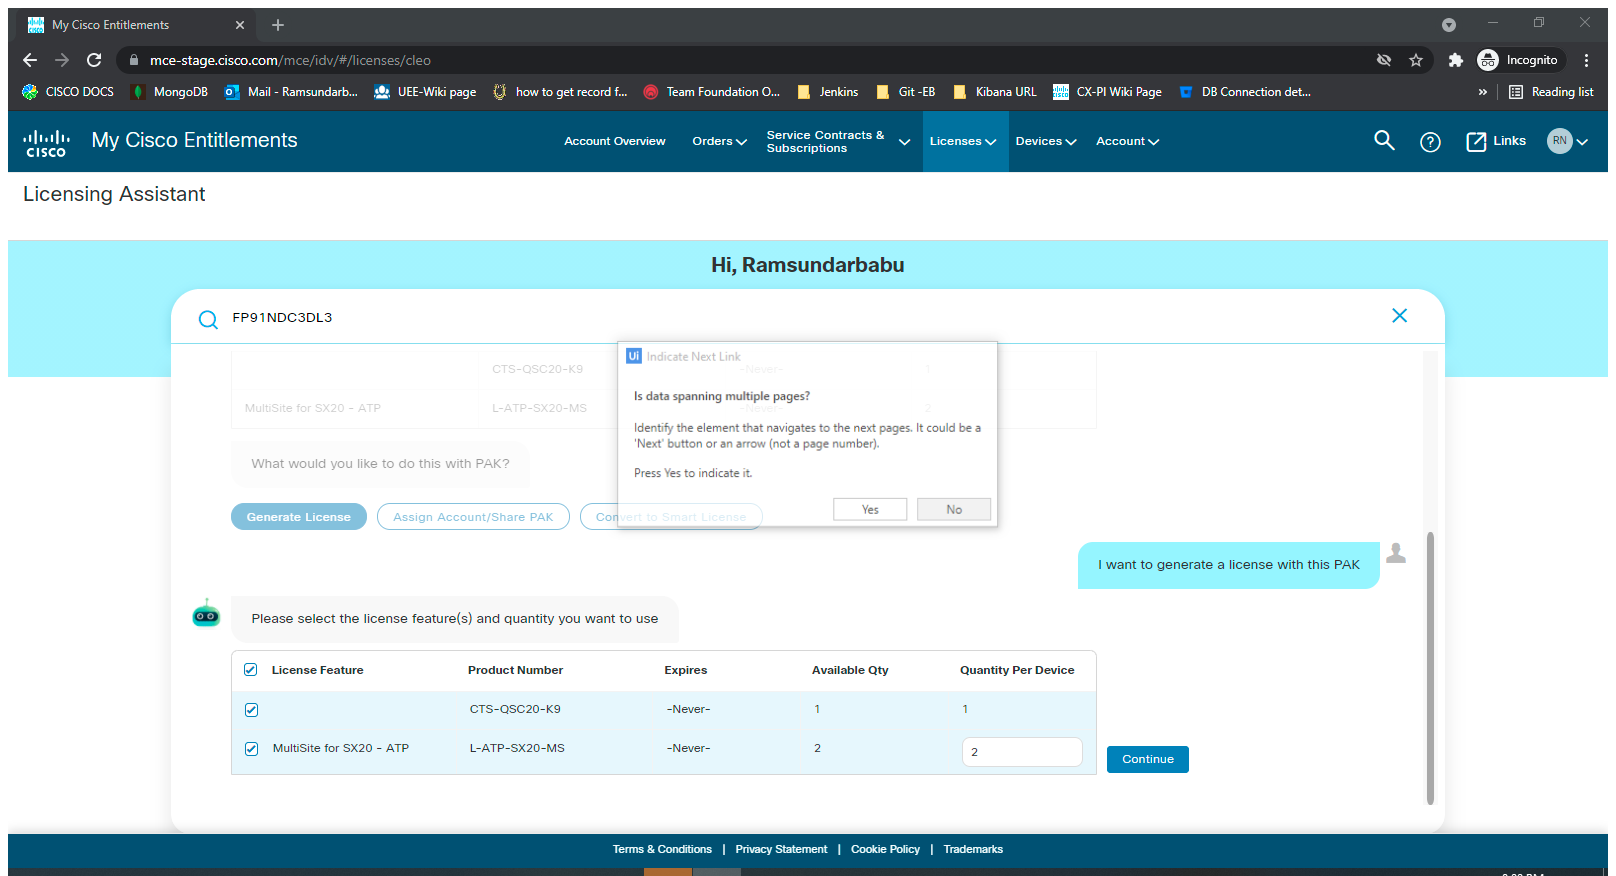 My Cisco Entitlements
mce-stage.cisco.com/mce/idv/#/licenses/cleo
Incognito
CISCO DOCS
MongoDB
Mail - Ramsundarb...
UEE-Wiki page
how to get record f...
Team Foundation O...
Jenkins
Git -EB
Kibana URL
CX-PI Wiki Page
DB Connection det...
»
Reading list
CISCO
My Cisco Entitlements
Account Overview
Orders
Service Contracts &
Subscriptions
Licenses
Devices
Account
?
Links
RN
Licensing Assistant
Hi, Ramsundarbabu
FP91NDC3DL3
Ui Indicate Next Link
CTS-QSC20-K9 -Never- 1
Is data spanning multiple pages?
MultiSite for SX20 - ATP L-ATP-SX20-MS -Never- 2
Identify the element that navigates to the next pages. It could be a
'Next' button or an arrow (not a page number).
Press Yes to indicate it.
Yes No
What would you like to do this with PAK?
Generate License
Assign Account/Share PAK
Convert to Smart License
I want to generate a license with this PAK
Please select the license feature(s) and quantity you want to use
License Feature Product Number Expires Available Qty Quantity Per Device
CTS-QSC20-K9 -Never- 1 1
MultiSite for SX20 - ATP L-ATP-SX20-MS -Never- 2 2
Continue
Terms & Conditions | Privacy Statement | Cookie Policy | Trademarks